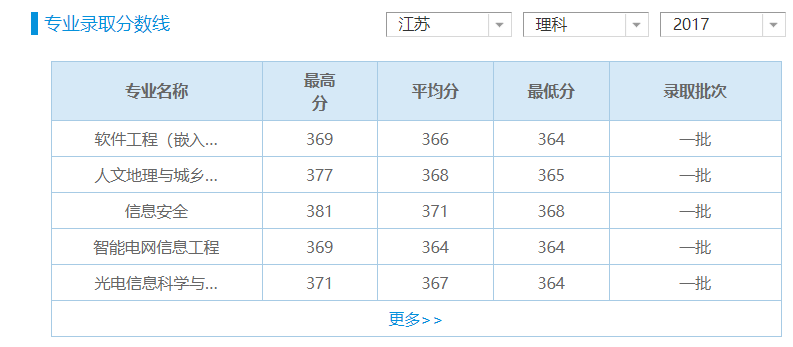 专业录取分数线 江苏 理科 2017
专业名称 最高分 平均分 最低分 录取批次
软件工程（嵌入... 369 366 364 一批
人文地理与城乡... 377 368 365 一批
信息安全 381 371 368 一批
智能电网信息工程 369 364 364 一批
光电信息科学与... 371 367 364 一批
更多>>